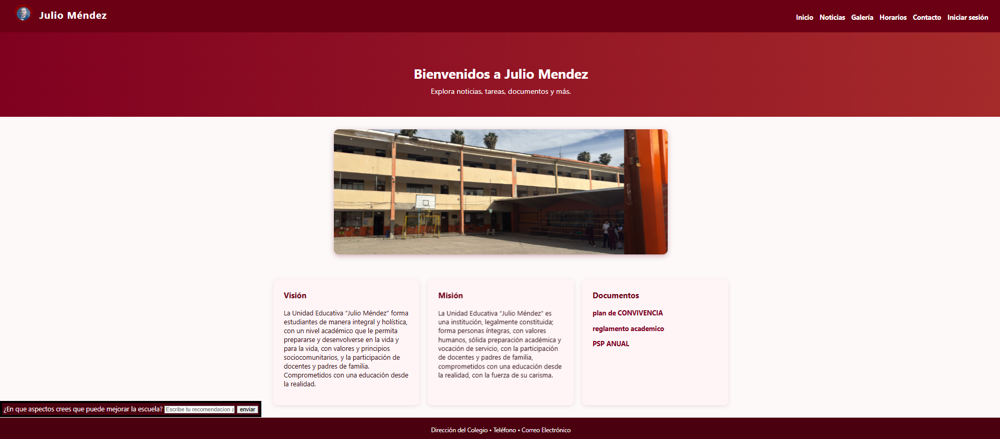 Julio Méndez
Inicio Noticias Galería Horarios Contacto Iniciar sesión
Bienvenidos a Julio Mendez
Explora noticias, tareas, documentos y más.
Visión
La Unidad Educativa “Julio Méndez” forma
estudiantes de manera integral y holística,
con un nivel académico que le permita
prepararse y desenvolverse en la vida y
para la vida, con valores y principios
sociocomunitarios, y la participación de
docentes y padres de familia.
Comprometidos con una educación desde
la realidad.
Misión
La Unidad Educativa “Julio Méndez” es
una institución, legalmente constituida;
forma personas íntegras, con valores
humanos, sólida preparación académica y
vocación de servicio, con la participación
de docentes y padres de familia,
comprometidos con una educación desde
la realidad, con la fuerza de su carisma.
Documentos
plan de CONVIVENCIA
reglamento academico
PSP ANUAL
¿En que aspectos crees que puede mejorar la escuela? Escribe tu recomendacion a enviar
Dirección del Colegio • Teléfono • Correo Electrónico